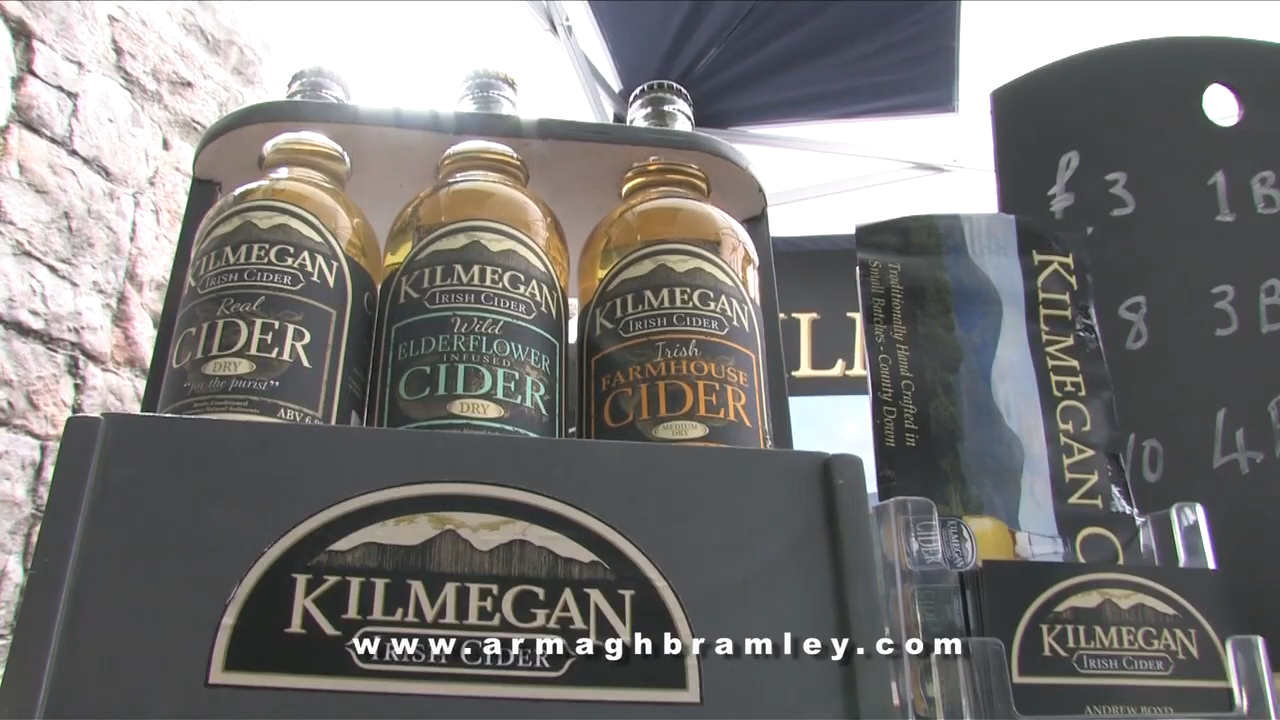 KILMEGAN
IRISH CIDER
Real
CIDER
DRY
"for the purist"
KILMEGAN
IRISH CIDER
Wild
ELDERFLOWER
INFUSED
CIDER
DRY
KILMEGAN
IRISH CIDER
Irish
FARMHOUSE
CIDER
MEDIUM
DRY
KILMEGAN
IRISH CIDER
www.armaghbramley.com
Traditionally Hand Crafted in
Small Batches - County Down
KILMEGAN C
£3 1B
8 3B
10 4B
KILMEGAN
IRISH CIDER
ANDREW BOYD